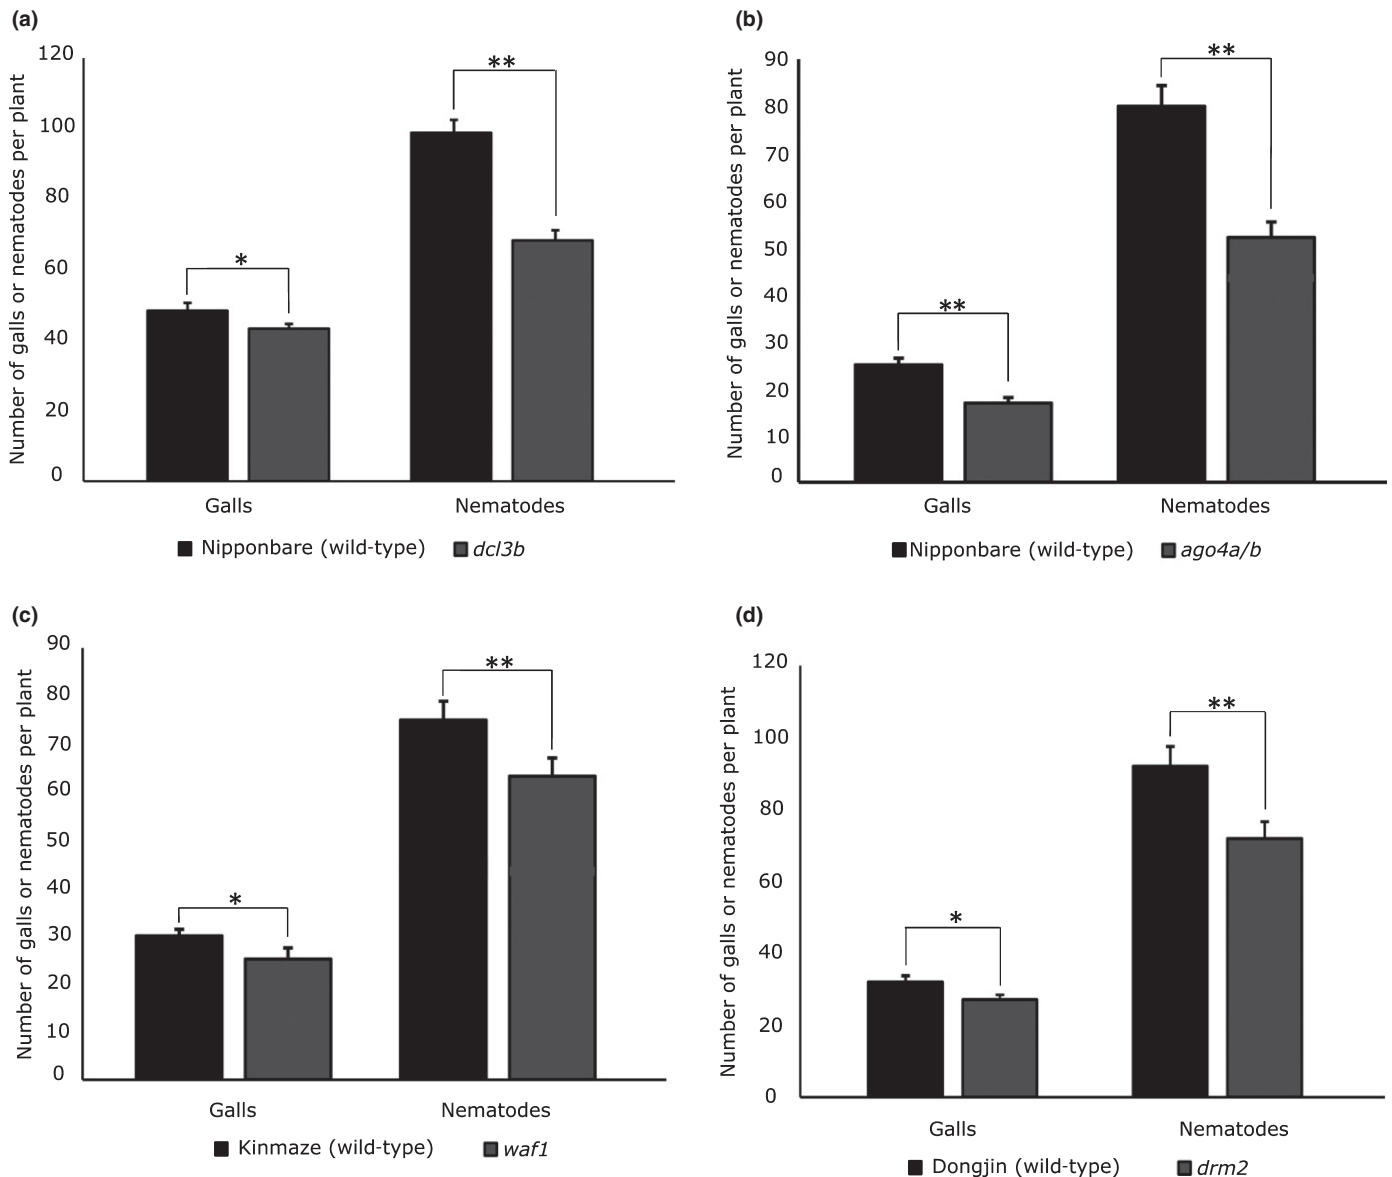 (a)
Number of galls or nematodes per plant
120
100
80
60
40
20
0
*
**
Galls
Nematodes
Nipponbare (wild-type)
dcl3b
(b)
Number of galls or nematodes per plant
90
80
70
60
50
40
30
20
10
0
**
**
Galls
Nematodes
Nipponbare (wild-type)
ago4a/b
(c)
Number of galls or nematodes per plant
90
80
70
60
50
40
30
20
10
0
*
**
Galls
Nematodes
Kinmaze (wild-type)
waf1
(d)
Number of galls or nematodes per plant
120
100
80
60
40
20
0
*
**
Galls
Nematodes
Dongjin (wild-type)
drm2